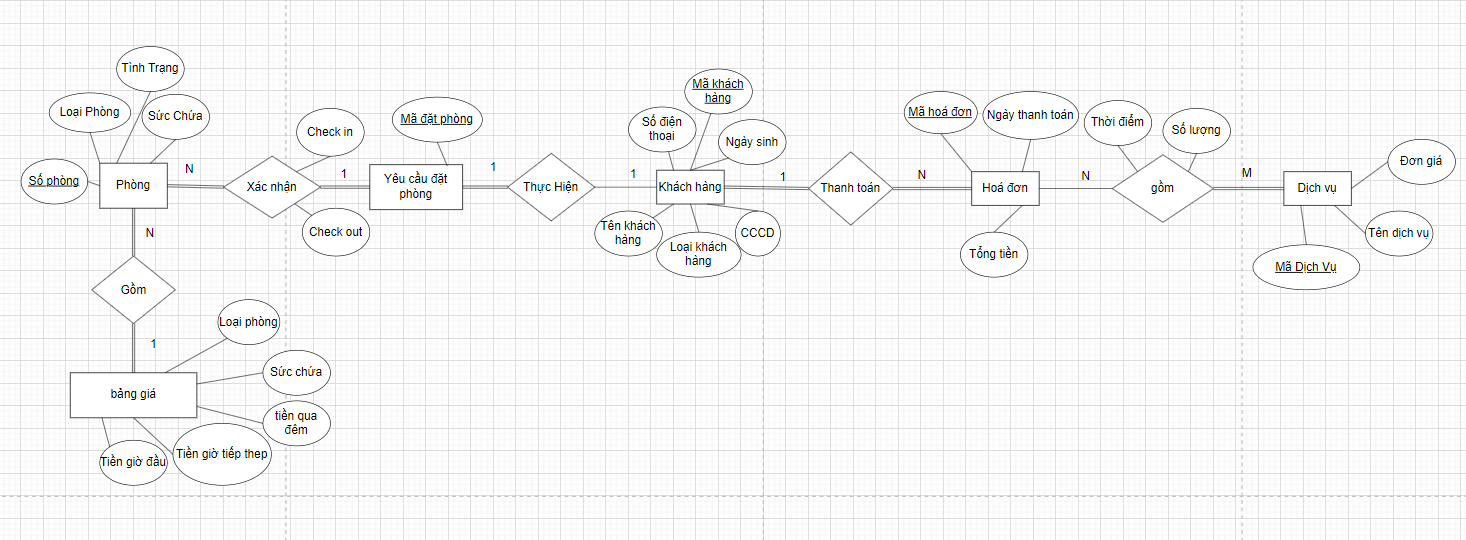 Tình Trạng
Loại Phòng
Sức Chứa
Số phòng
Phòng
N
Xác nhận
Check in
Check out
1
Mã đặt phòng
Yêu cầu đặt
phòng
1
Thực Hiện
1
Mã khách
hàng
Số điện
thoại
Ngày sinh
Khách hàng
Tên khách
hàng
Loại khách
hàng
CCCD
1
Thanh toán
N
Mã hoá đơn
Ngày thanh toán
Hoá đơn
Tổng tiền
N
Thời điểm
Số lượng
gồm
M
Dịch vụ
Đơn giá
Tên dịch vụ
Mã Dịch Vụ
N
Gồm
1
bảng giá
Loại phòng
Sức chứa
tiền qua
đêm
Tiền giờ tiếp thep
Tiền giờ đầu